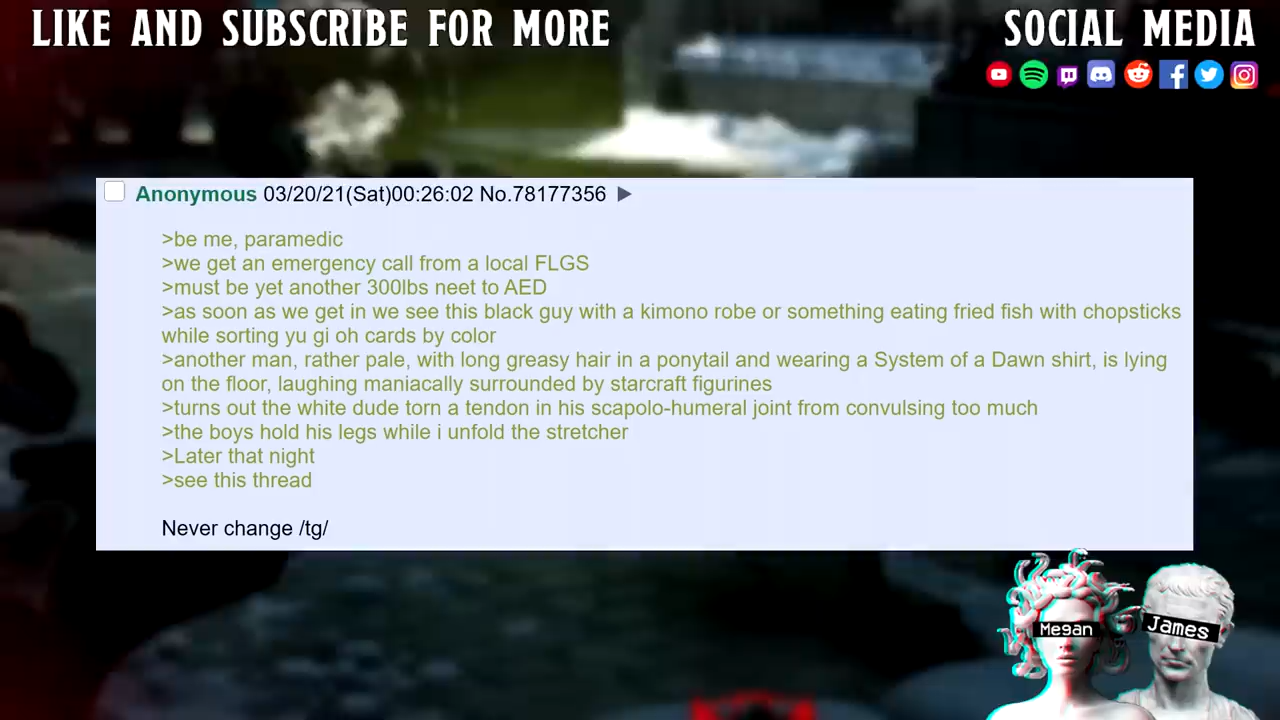 LIKE AND SUBSCRIBE FOR MORE
SOCIAL MEDIA
Anonymous 03/20/21(Sat)00:26:02 No.78177356 ▶
>be me, paramedic
>we get an emergency call from a local FLGS
>must be yet another 300lbs neet to AED
>as soon as we get in we see this black guy with a kimono robe or something eating fried fish with chopsticks
while sorting yu gi oh cards by color
>another man, rather pale, with long greasy hair in a ponytail and wearing a System of a Dawn shirt, is lying
on the floor, laughing maniacally surrounded by starcraft figurines
>turns out the white dude torn a tendon in his scapolo-humeral joint from convulsing too much
>the boys hold his legs while i unfold the stretcher
>Later that night
>see this thread
Never change /tg/
Megan
James